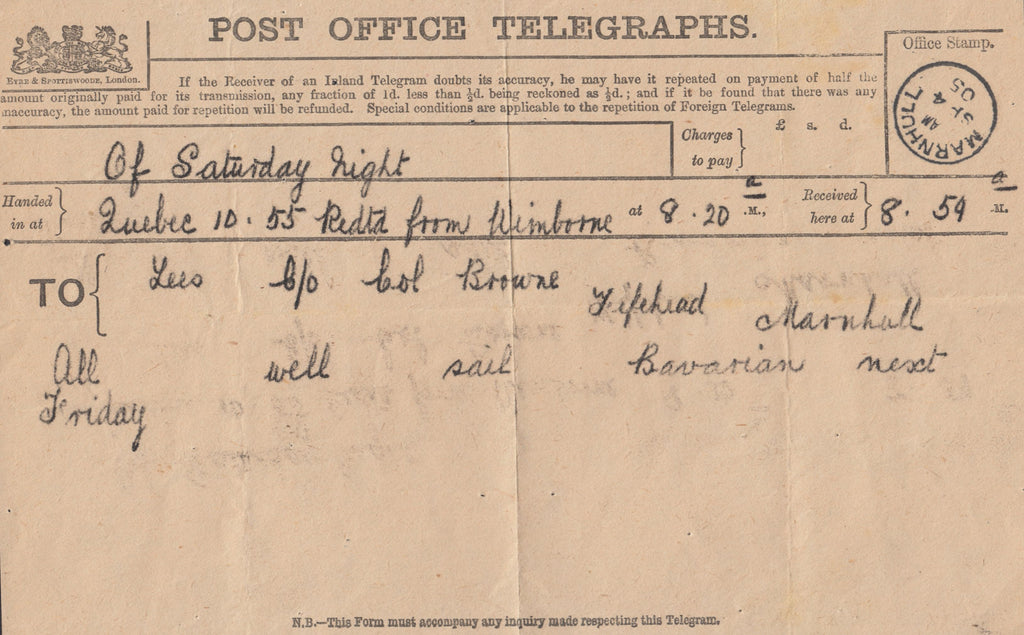 POST OFFICE TELEGRAPHS.
EYRE & SPOTTISWOODE, London.
If the Receiver of an Inland Telegram doubts its accuracy, he may have it repeated on payment of half the
amount originally paid for its transmission, any fraction of 1d. less than ½d. being reckoned as ½d.; and if it be found that there was any
inaccuracy, the amount paid for repetition will be refunded. Special conditions are applicable to the repetition of Foreign Telegrams.
Office Stamp.
MARNHULL
AM
SP 4
05
Charges
to pay
£ s. d.
Of Saturday Night
Handed
in at
Quebec 10.55 Redtd from Wimborne at 8.20 a M.,
Received
here at
8.59 a M.
TO Lees c/o Col Browne
Fifehead Marnhull
All well sail Bavarian next
Friday
N.B.—This Form must accompany any inquiry made respecting this Telegram.